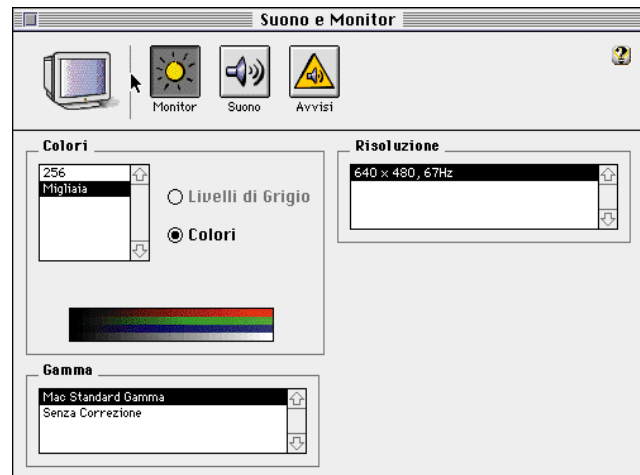 Suono e Monitor
Monitor
Suono
Avvisi
Colori
256
Migliaia
Livelli di Grigio
Colori
Risoluzione
640 x 480, 67Hz
Gamma
Mac Standard Gamma
Senza Correzione